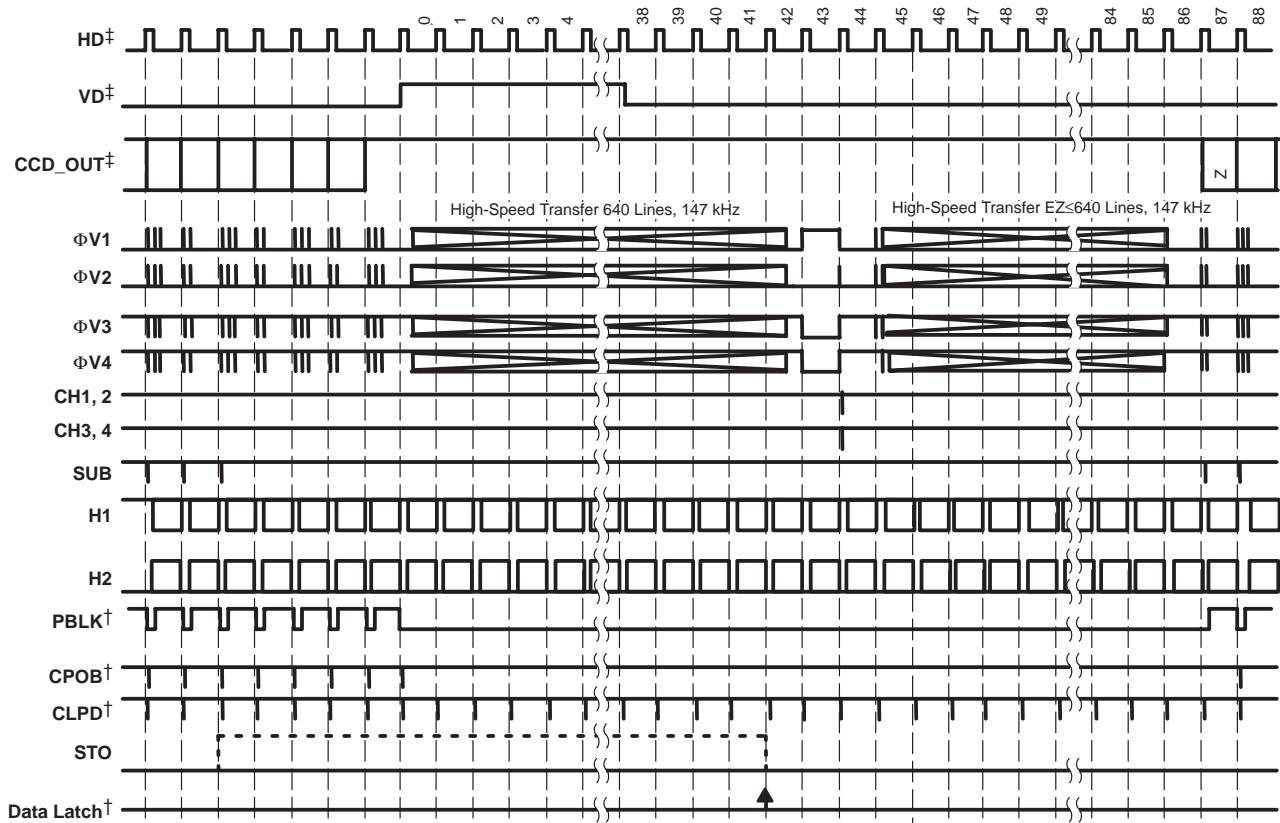 0 1 2 3 4 38 39 40 41 42 43 44 45 46 47 48 49 84 85 86 87 88
HD‡
VD‡
CCD_OUT‡
Z
High-Speed Transfer 640 Lines, 147 kHz
High-Speed Transfer EZ≤640 Lines, 147 kHz
ΦV1
ΦV2
ΦV3
ΦV4
CH1, 2
CH3, 4
SUB
H1
H2
PBLK†
CPOB†
CLPD†
STO
Data Latch†